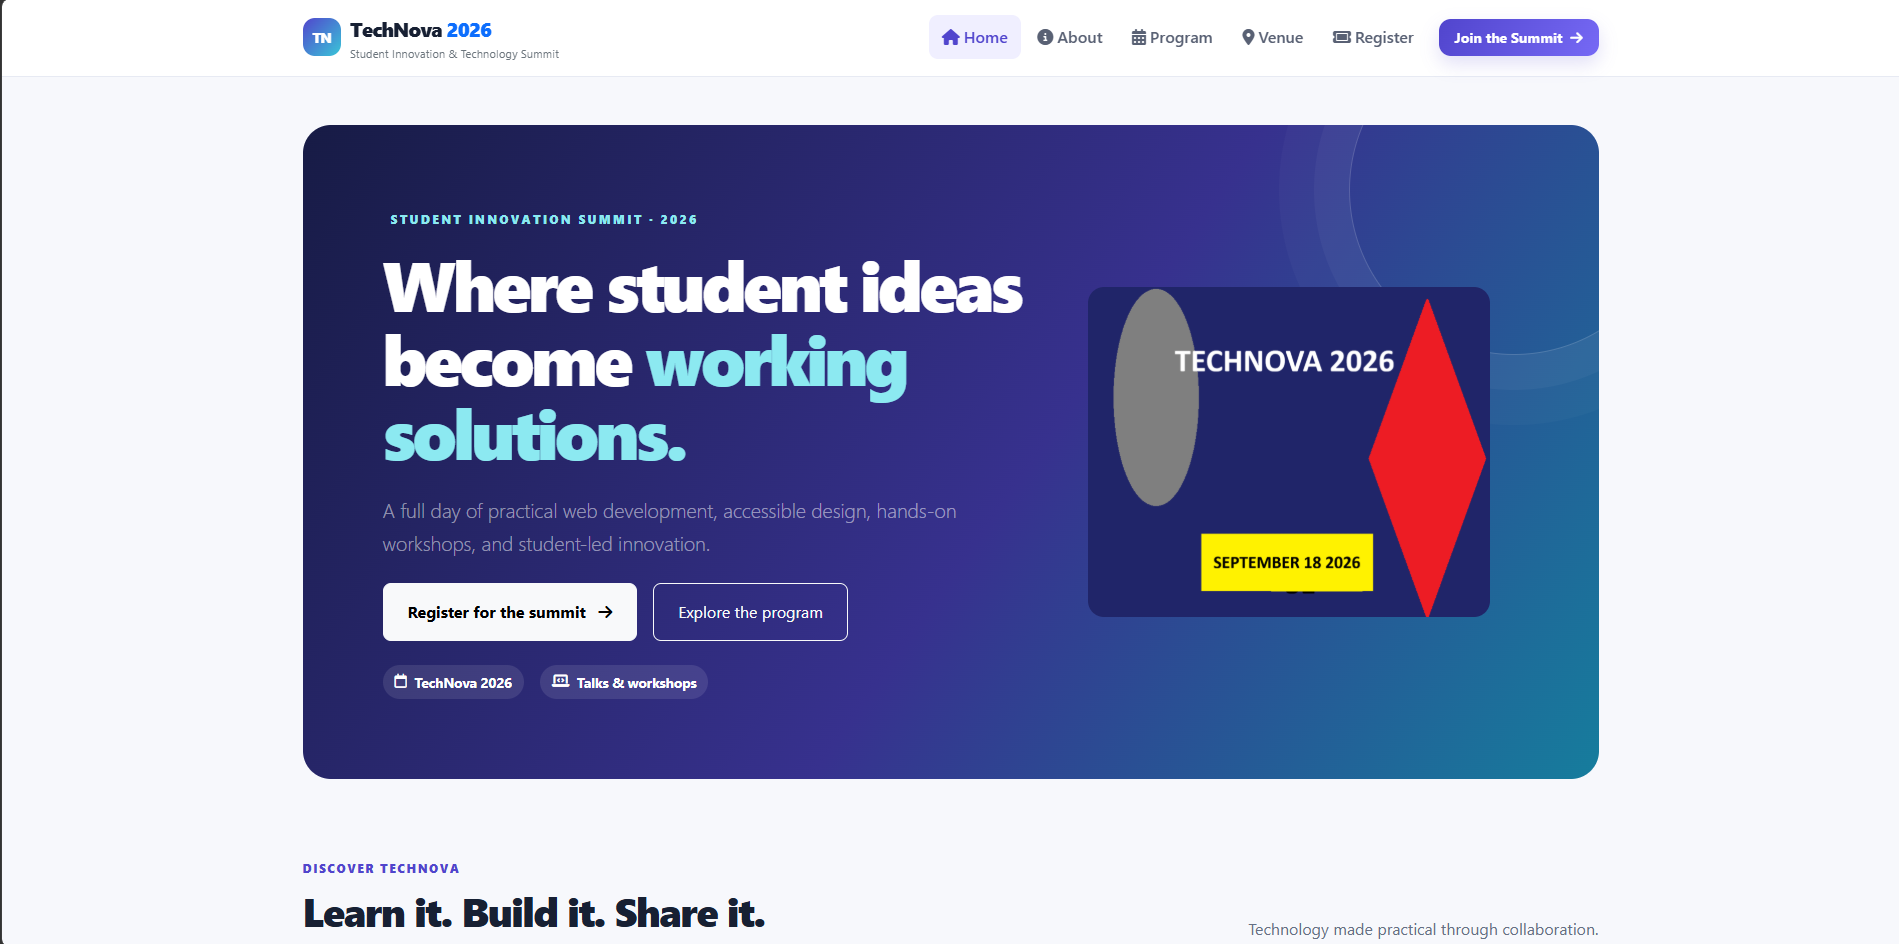 TN
TechNova 2026
Student Innovation & Technology Summit
Home
About
Program
Venue
Register
Join the Summit
STUDENT INNOVATION SUMMIT - 2026
Where student ideas
become working
solutions.
A full day of practical web development, accessible design, hands-on
workshops, and student-led innovation.
Register for the summit
Explore the program
TechNova 2026
Talks & workshops
TECHNOVA 2026
SEPTEMBER 18 2026
DISCOVER TECHNOVA
Learn it. Build it. Share it.
Technology made practical through collaboration.